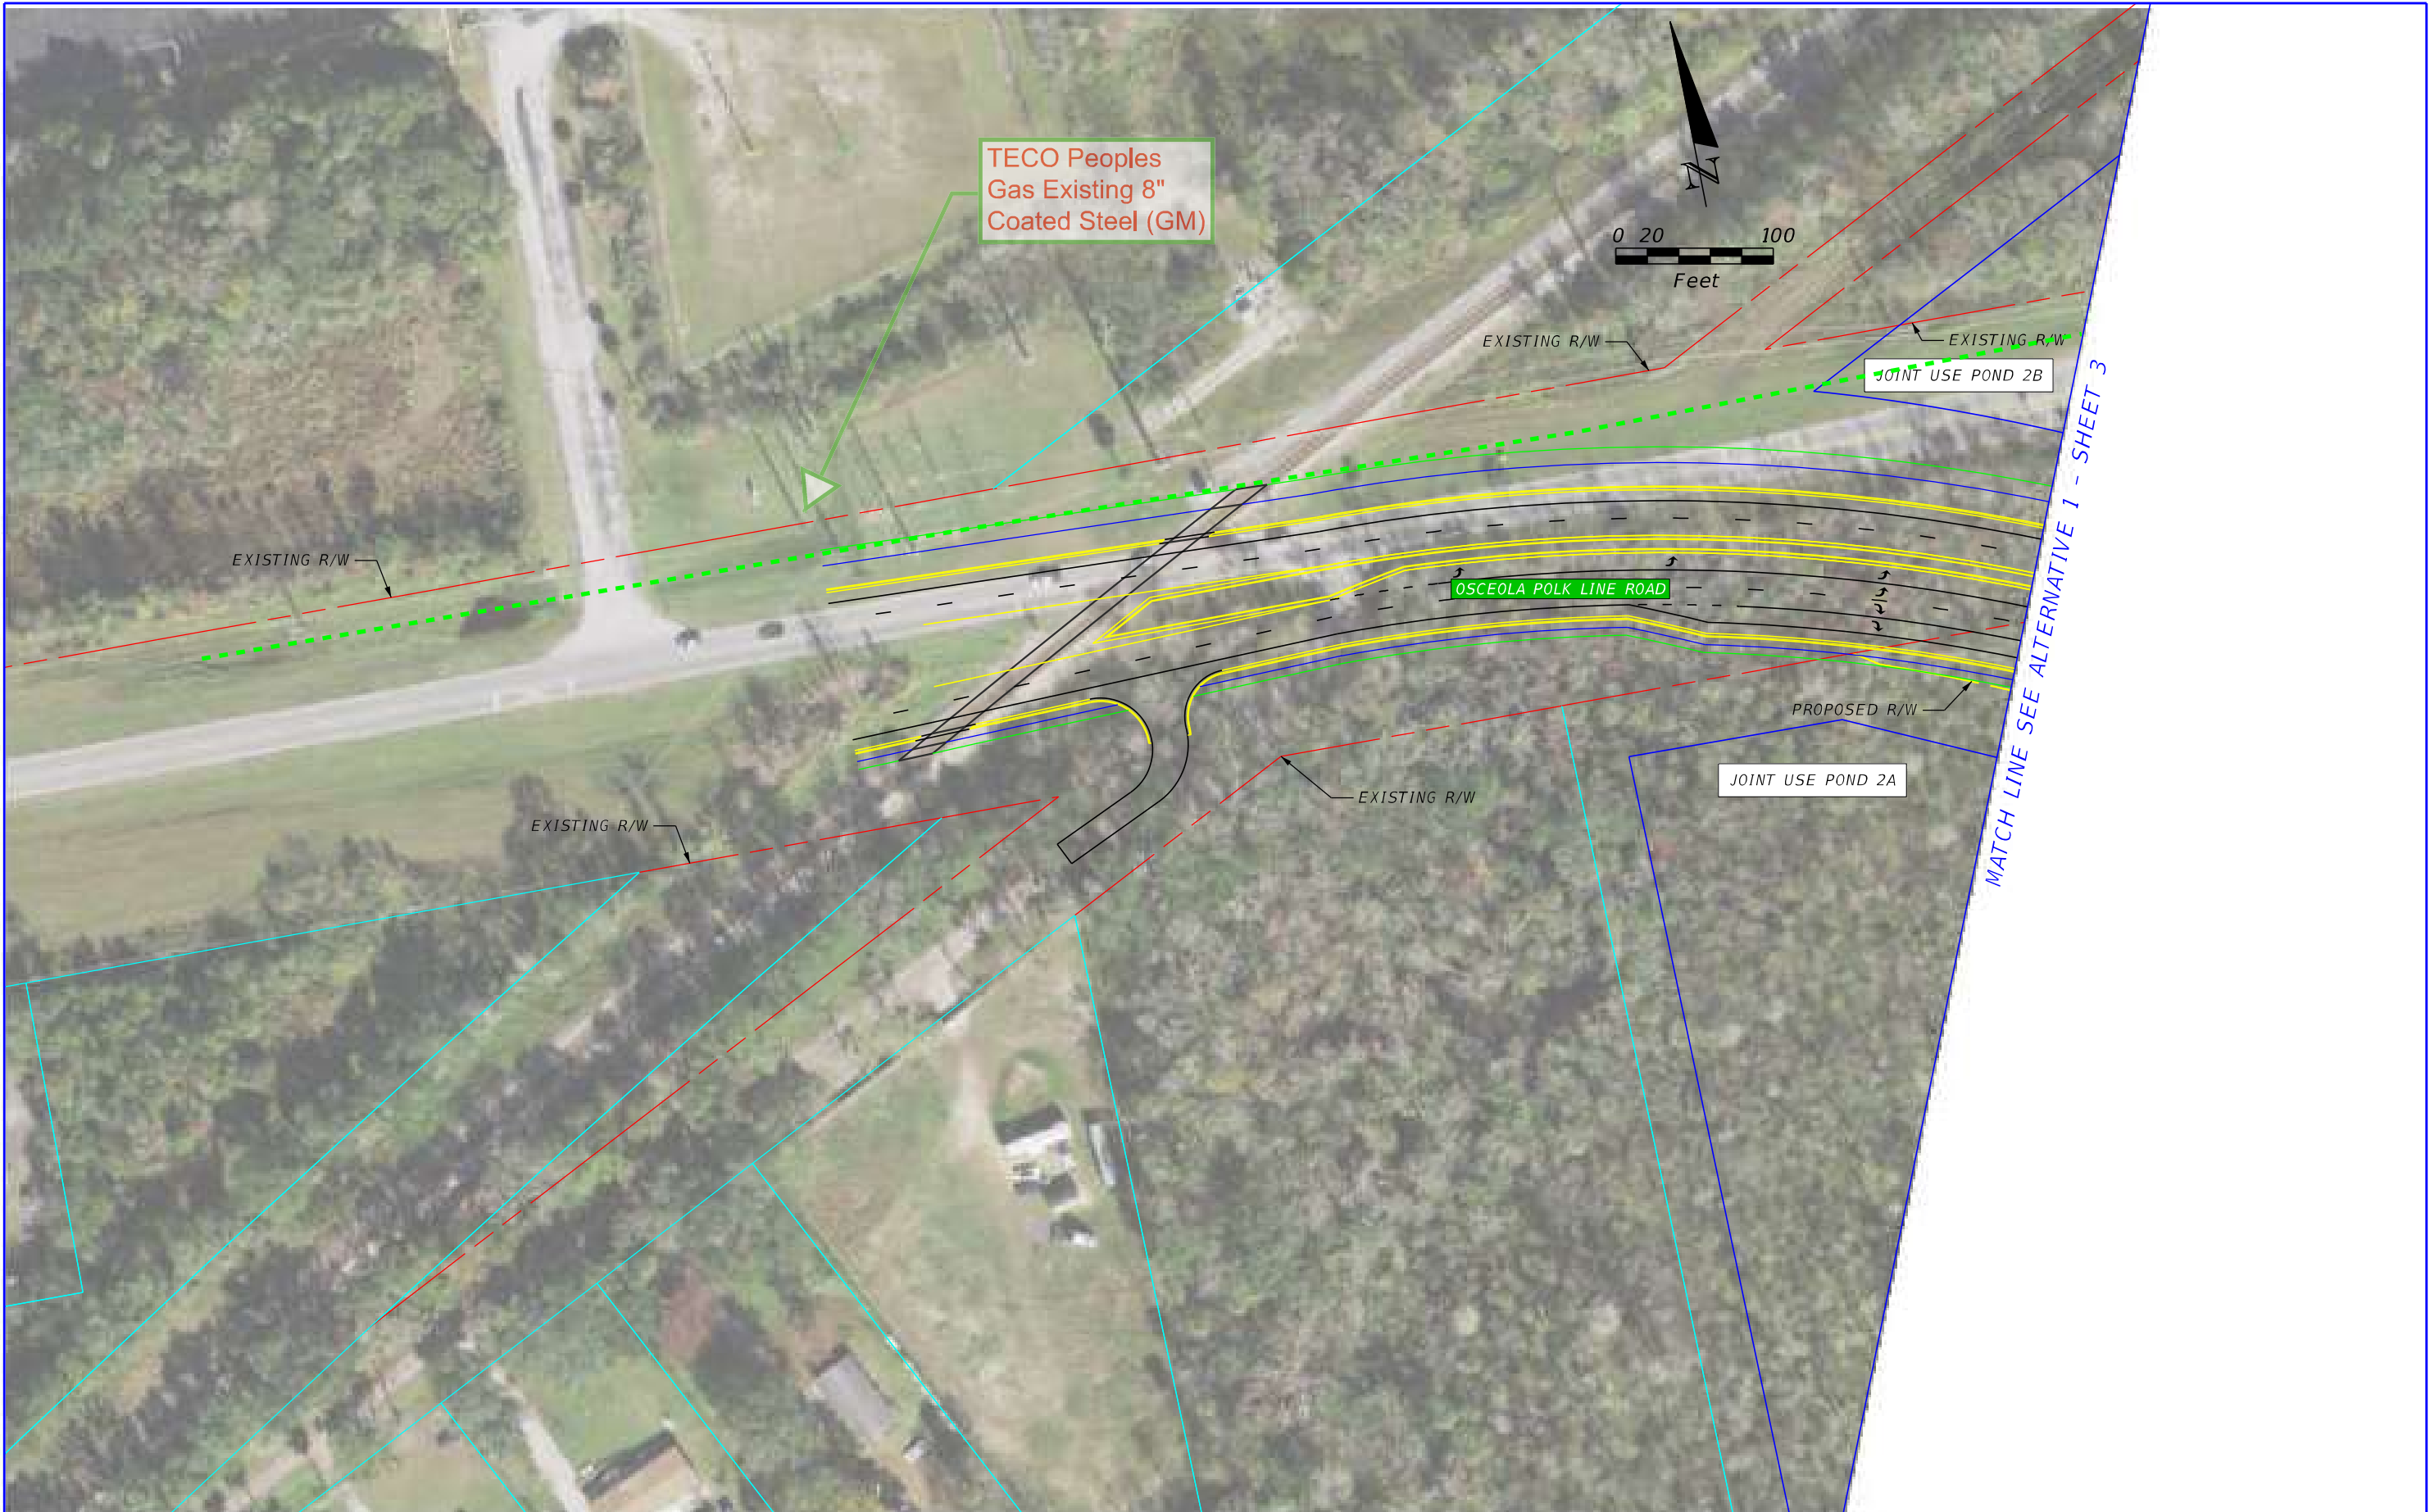 TECO Peoples
Gas Existing 8"
Coated Steel (GM)
N
0 20 100
Feet
EXISTING R/W
EXISTING R/W
JOINT USE POND 2B
EXISTING R/W
OSCEOLA POLK LINE ROAD
PROPOSED R/W
JOINT USE POND 2A
EXISTING R/W
EXISTING R/W
MATCH LINE SEE ALTERNATIVE 1 - SHEET 3